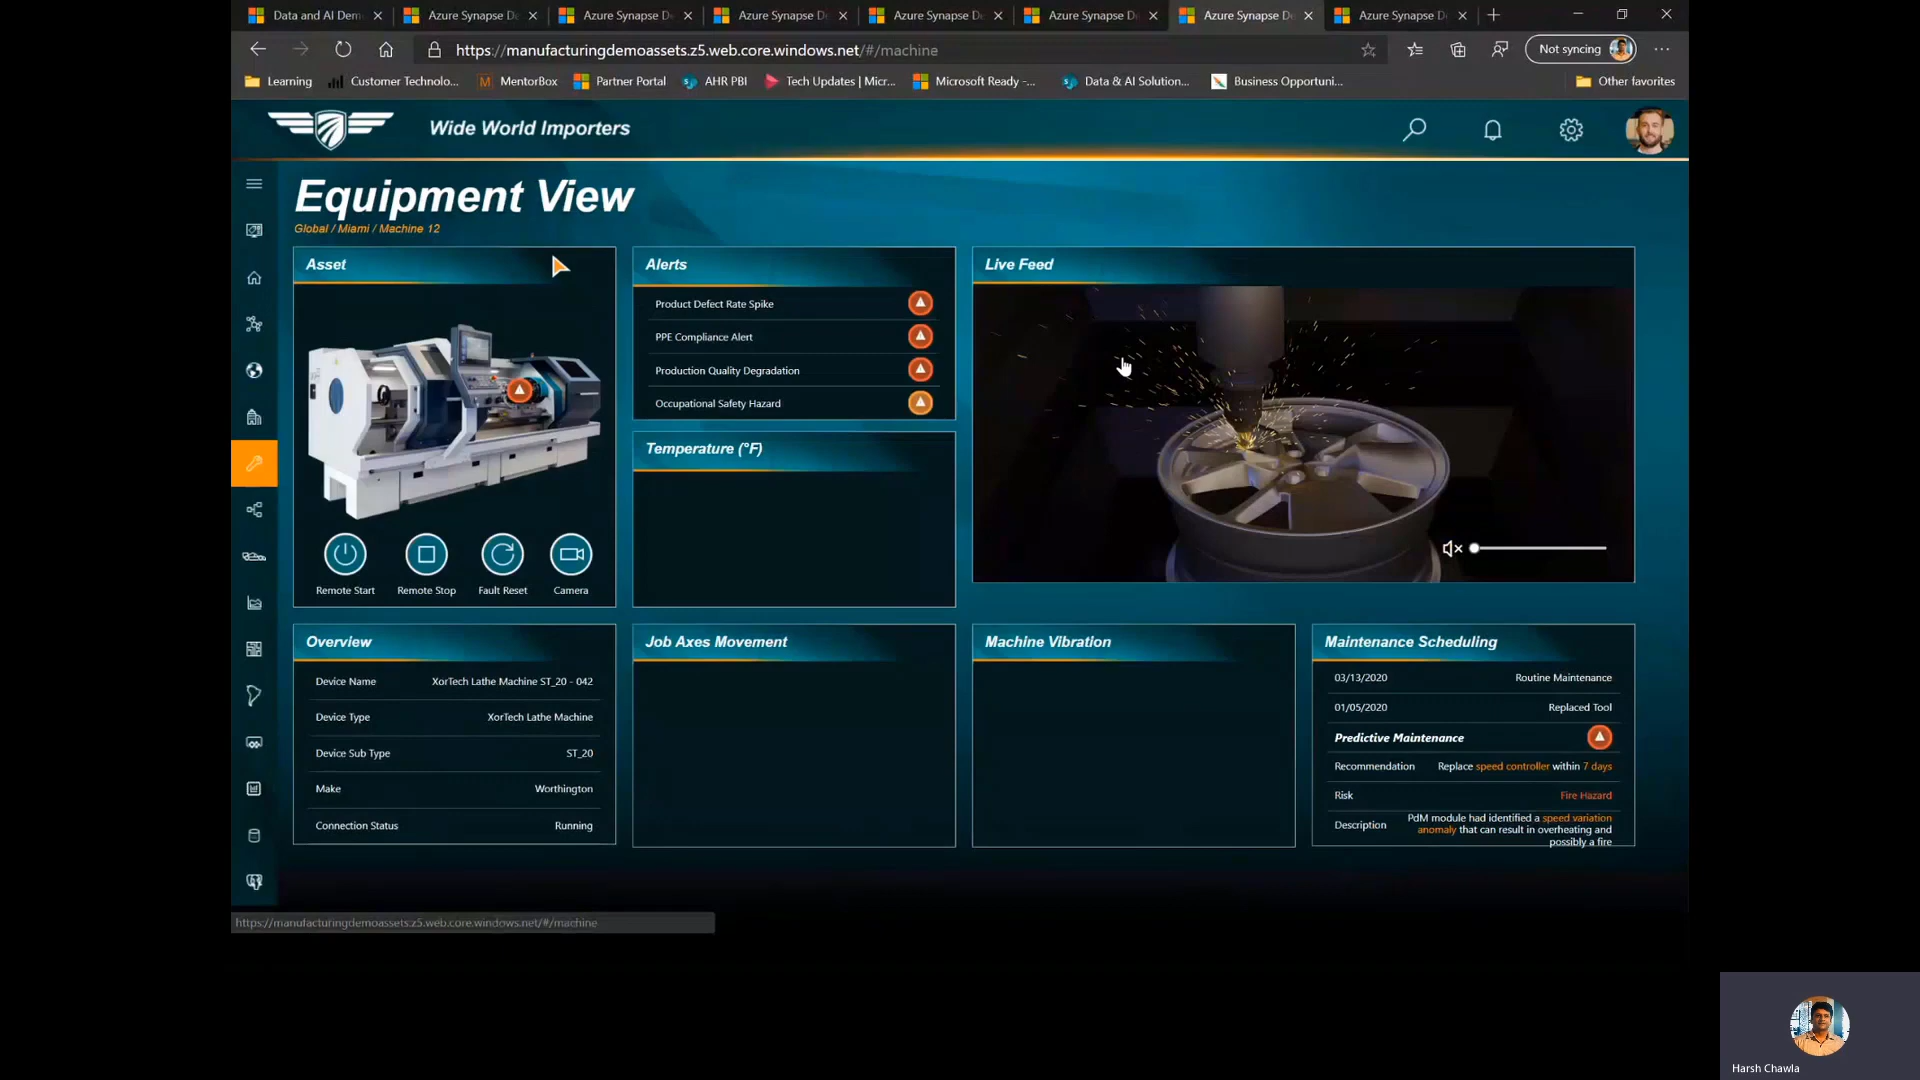 Data and AI Dem
Azure Synapse De
Azure Synapse D
Azure Synapse D
Azure Synapse D
Azure Synapse D
Azure Synapse De
Azure Synapse D
https://manufacturingdemoassets.z5.web.core.windows.net/#/machine
Not syncing
Learning
Customer Technolo...
MentorBox
Partner Portal
AHR PBI
Tech Updates | Micr...
Microsoft Ready -...
Data & AI Solution...
Business Opportuni...
Other favorites
Wide World Importers
Equipment View
Global / Miami / Machine 12
Asset
Remote Start
Remote Stop
Fault Reset
Camera
Alerts
Product Defect Rate Spike
PPE Compliance Alert
Production Quality Degradation
Occupational Safety Hazard
Temperature (°F)
Live Feed
Overview
Device Name XorTech Lathe Machine ST_20 - 042
Device Type XorTech Lathe Machine
Device Sub Type ST_20
Make Worthington
Connection Status Running
Job Axes Movement
Machine Vibration
Maintenance Scheduling
03/13/2020 Routine Maintenance
01/05/2020 Replaced Tool
Predictive Maintenance
Recommendation Replace speed controller within 7 days
Risk Fire Hazard
Description PdM module had identified a speed variation
anomaly that can result in overheating and
possibly a fire
https://manufacturingdemoassets.z5.web.core.windows.net/#/machine
Harsh Chawla